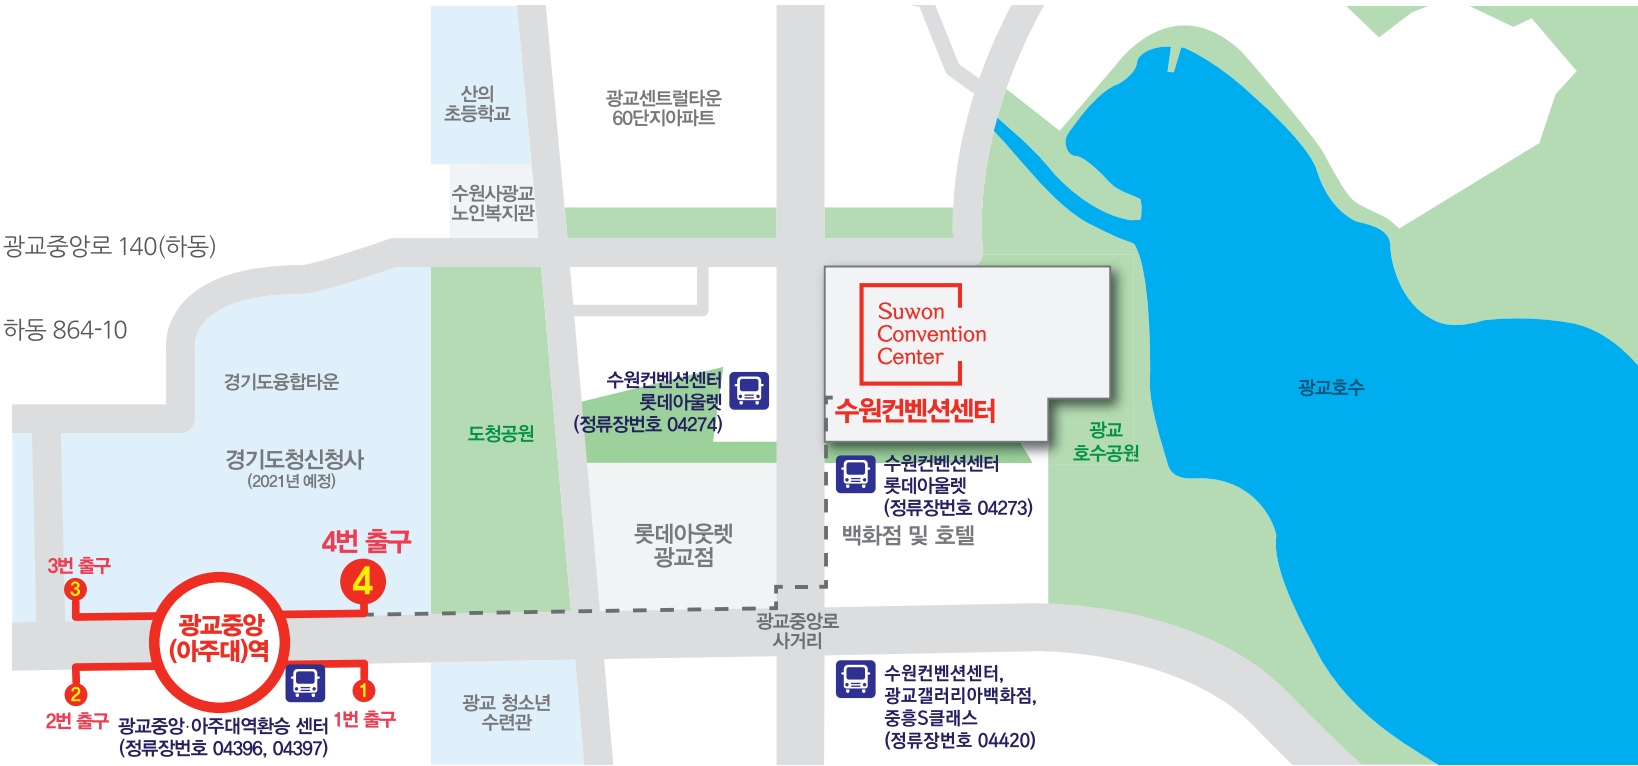 산의
초등학교
광교센트럴타운
60단지아파트
수원사광교
노인복지관
광교중앙로 140(하동)
하동 864-10
Suwon
Convention
Center
수원컨벤션센터
경기도융합타운
수원컨벤션센터
롯데아울렛
(정류장번호 04274)
광교호수
도청공원
광교
호수공원
경기도청신청사
(2021년 예정)
수원컨벤션센터
롯데아울렛
(정류장번호 04273)
롯데아웃렛
광교점
백화점 및 호텔
4번 출구
4
3번 출구
3
광교중앙
(아주대)역
광교중앙로
사거리
2
2번 출구
1
1번 출구
광교중앙·아주대역환승 센터
(정류장번호 04396, 04397)
광교 청소년
수련관
수원컨벤션센터,
광교갤러리아백화점,
중흥S클래스
(정류장번호 04420)